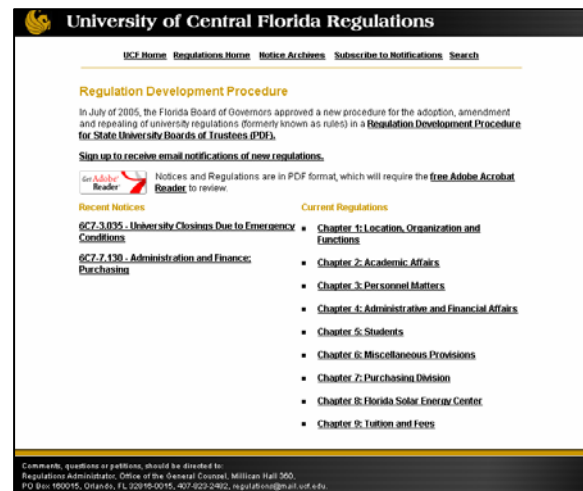 University of Central Florida Regulations
UCF Home Regulations Home Notice Archives Subscribe to Notifications Search
Regulation Development Procedure
In July of 2005, the Florida Board of Governors approved a new procedure for the adoption, amendment
and repealing of university regulations (formerly known as rules) in a Regulation Development Procedure
for State University Boards of Trustees (PDF).
Sign up to receive email notifications of new regulations.
Get Adobe Reader
Notices and Regulations are in PDF format, which will require the free Adobe Acrobat
Reader to review.
Recent Notices
6C7-3.035 - University Closings Due to Emergency
Conditions
6C7-7.130 - Administration and Finance;
Purchasing
Current Regulations
Chapter 1: Location, Organization and
Functions
Chapter 2: Academic Affairs
Chapter 3: Personnel Matters
Chapter 4: Administrative and Financial Affairs
Chapter 5: Students
Chapter 6: Miscellaneous Provisions
Chapter 7: Purchasing Division
Chapter 8: Florida Solar Energy Center
Chapter 9: Tuition and Fees
Comments, questions or petitions, should be directed to:
Regulations Administrator, Office of the General Counsel, Millican Hall 360,
PO Box 160015, Orlando, FL 32816-0015, 407-823-2482, regulations@mail.ucf.edu.